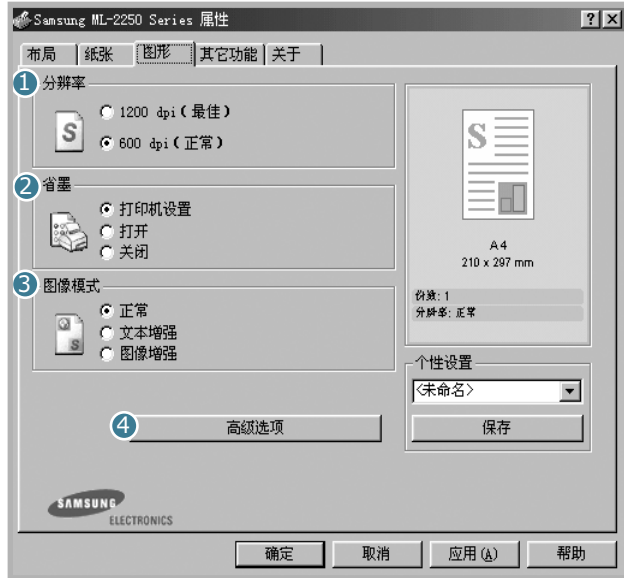 Samsung ML-2250 Series 属性
布局 纸张 图形 其它功能 关于
1 分辨率
1200 dpi(最佳)
600 dpi(正常)
2 省墨
打印机设置
打开
关闭
3 图像模式
正常
文本增强
图像增强
4 高级选项
S
A4
210 x 297 mm
份数: 1
分辨率: 正常
个性设置
<未命名>
保存
SAMSUNG
ELECTRONICS
确定 取消 应用(A) 帮助